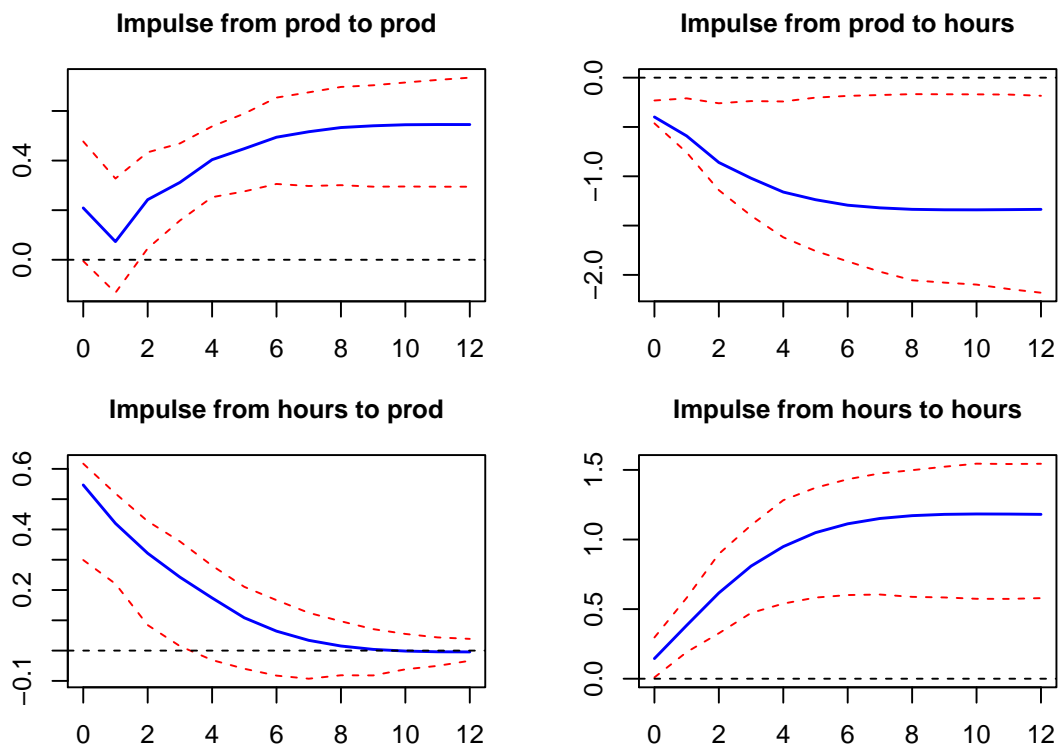 Impulse from prod to prod
0.4
0.0
0 2 4 6 8 10 12
Impulse from prod to hours
0.0
−1.0
−2.0
0 2 4 6 8 10 12
Impulse from hours to prod
0.6
0.4
0.2
−0.1
0 2 4 6 8 10 12
Impulse from hours to hours
1.5
1.0
0.5
0.0
0 2 4 6 8 10 12